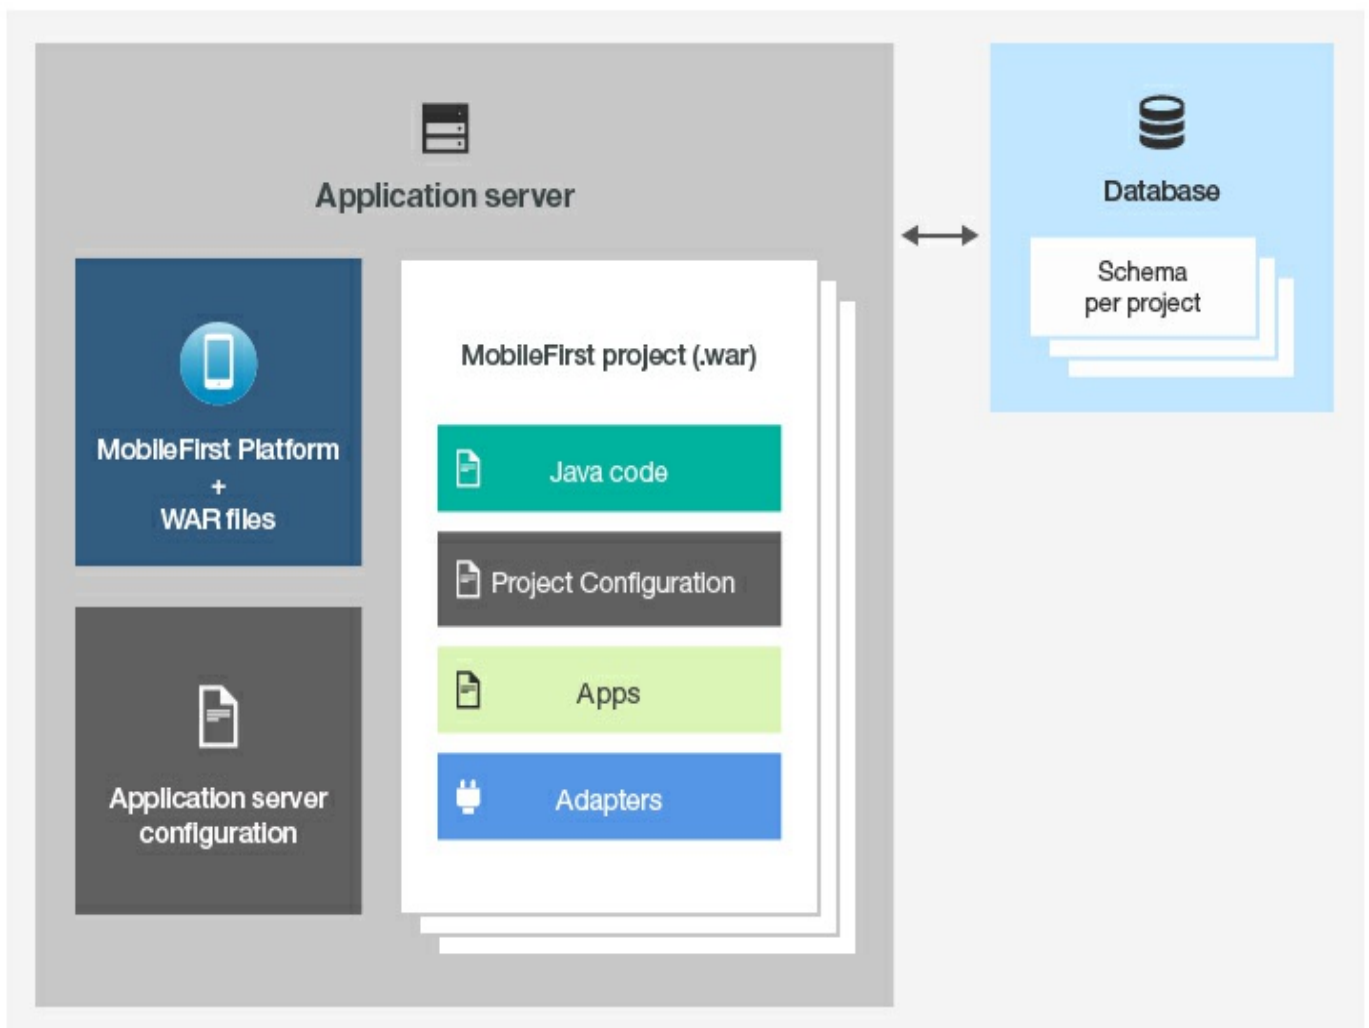 Application server
MobileFirst Platform
+
WAR files
Application server
configuration
MobileFirst project (.war)
Java code
Project Configuration
Apps
Adapters
Database
Schema
per project